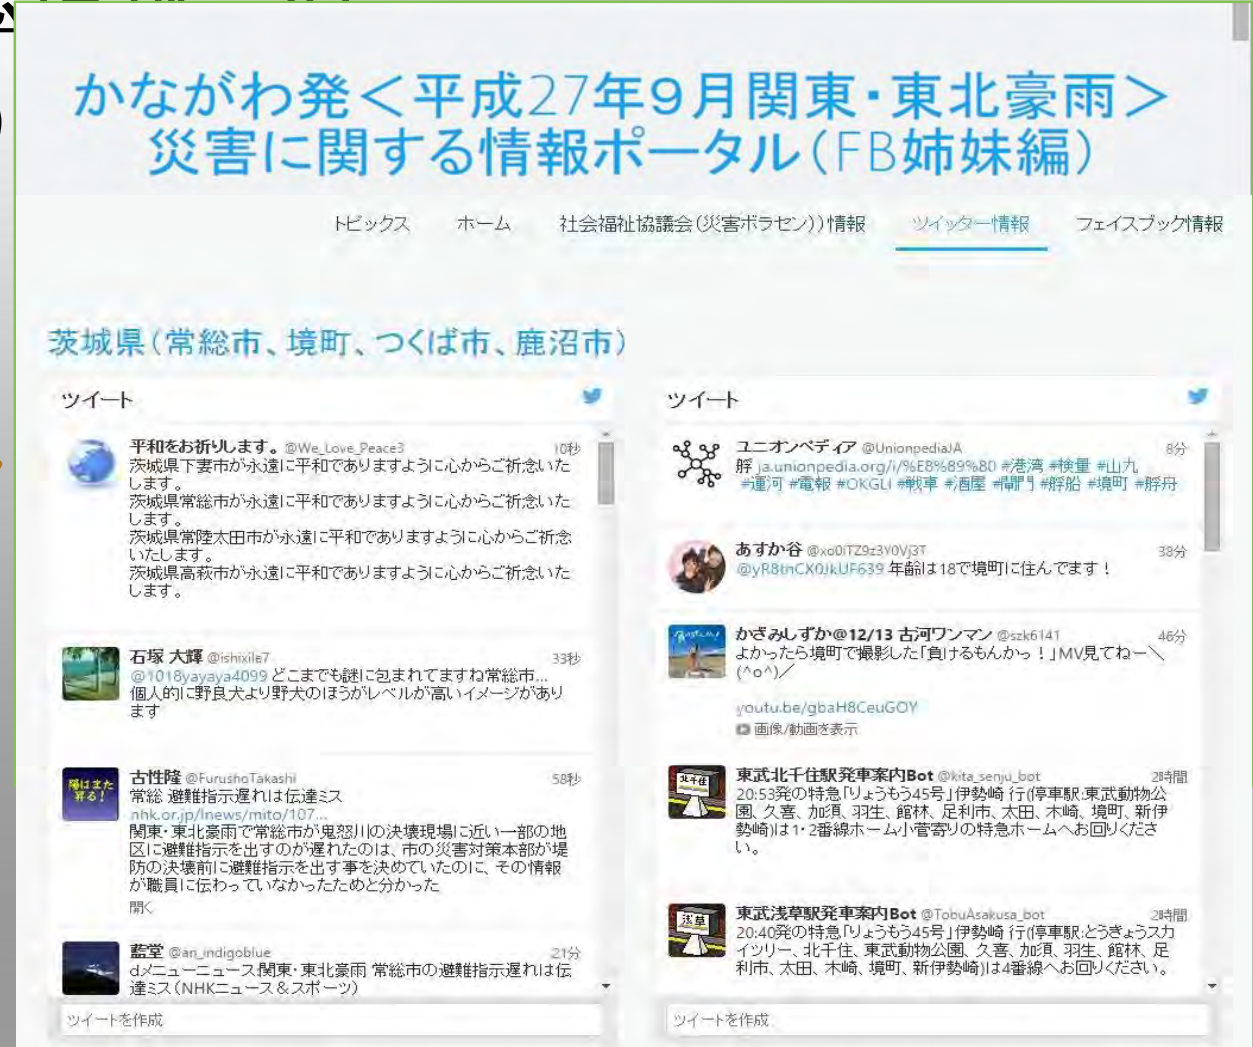 かながわ発＜平成27年9月関東・東北豪雨＞
災害に関する情報ポータル（FB姉妹編）
トピックス ホーム 社会福祉協議会（災害ボラセン））情報 ツイッター情報 フェイスブック情報
茨城県（常総市、境町、つくば市、鹿沼市）
ツイート
平和をお祈りします。 @We_Love_Peace3 10秒
茨城県下妻市が永遠に平和でありますように心からご祈念いた
します。
茨城県常総市が永遠に平和でありますように心からご祈念いた
します。
茨城県常陸太田市が永遠に平和でありますように心からご祈念
いたします。
茨城県高萩市が永遠に平和でありますように心からご祈念いた
します。
石塚 大輝 @ishixile7 33秒
@1018yayaya4099 どこまでも謎に包まれてますね常総市...
個人的に野良犬より野犬のほうがレベルが高いイメージがあり
ます
陽はまた
昇る!
古性隆 @FurushoTakashi 58秒
常総 避難指示遅れは伝達ミス
nhk.or.jp/lnews/mito/107...
関東・東北豪雨で常総市が鬼怒川の決壊現場に近い一部の地
区に避難指示を出すのが遅れたのは、市の災害対策本部が堤
防の決壊前に避難指示を出す事を決めていたのに、その情報
が職員に伝わっていなかったためと分かった
開く
藍堂 @an_indigoblue 21分
dメニューニュース関東・東北豪雨 常総市の避難指示遅れは伝
達ミス（NHKニュース＆スポーツ）
ツイートを作成
ツイート
ユニオンペディア @UnionpediaJA 8分
艀 ja.unionpedia.org/i/%E8%89%80 #港湾 #検量 #山九
#運河 #電報 #OKGLI #戦車 #酒屋 #閘門 #艀船 #境町 #艀舟
あすか谷 @xo0iTZ9z3Y0Vj3T 38分
@yR8tnCX0JkUF639 年齢は18で境町に住んでます！
かざみしずか@12/13 古河ワンマン @szk6141 46分
よかったら境町で撮影した「負けるもんかっ！」MV見てねー＼
(^o^)／
youtu.be/gbaH8CeuGOY
画像/動画を表示
北千住
東武北千住駅発車案内Bot @kita_senju_bot 2時間
20:53発の特急「りょうもう45号」伊勢崎 行(停車駅:東武動物公
園、久喜、加須、羽生、館林、足利市、太田、木崎、境町、新伊
勢崎)は1・2番線ホーム小菅寄りの特急ホームへお回りくださ
い。
浅草
東武浅草駅発車案内Bot @TobuAsakusa_bot 2時間
20:40発の特急「りょうもう45号」伊勢崎 行(停車駅:とうきょうスカ
イツリー、北千住、東武動物公園、久喜、加須、羽生、館林、足
利市、太田、木崎、境町、新伊勢崎)は4番線へお回りください。
ツイートを作成